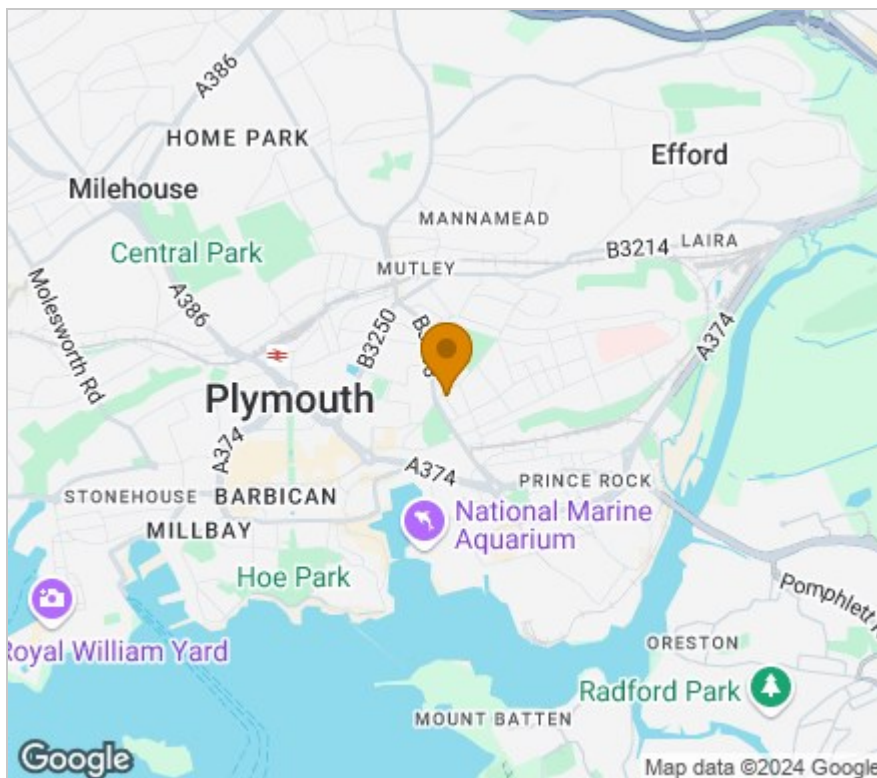 A386
HOME PARK
Efford
Milehouse
MANNAMEAD
Central Park
B3214
LAIRA
MUTLEY
Molesworth Rd
A386
B3250
A374
Plymouth
A374
A374
PRINCE ROCK
STONEHOUSE
BARBICAN
National Marine
Aquarium
MILLBAY
Hoe Park
Pomphlett
Royal William Yard
ORESTON
Radford Park
MOUNT BATTEN
Google
Map data ©2024 Google